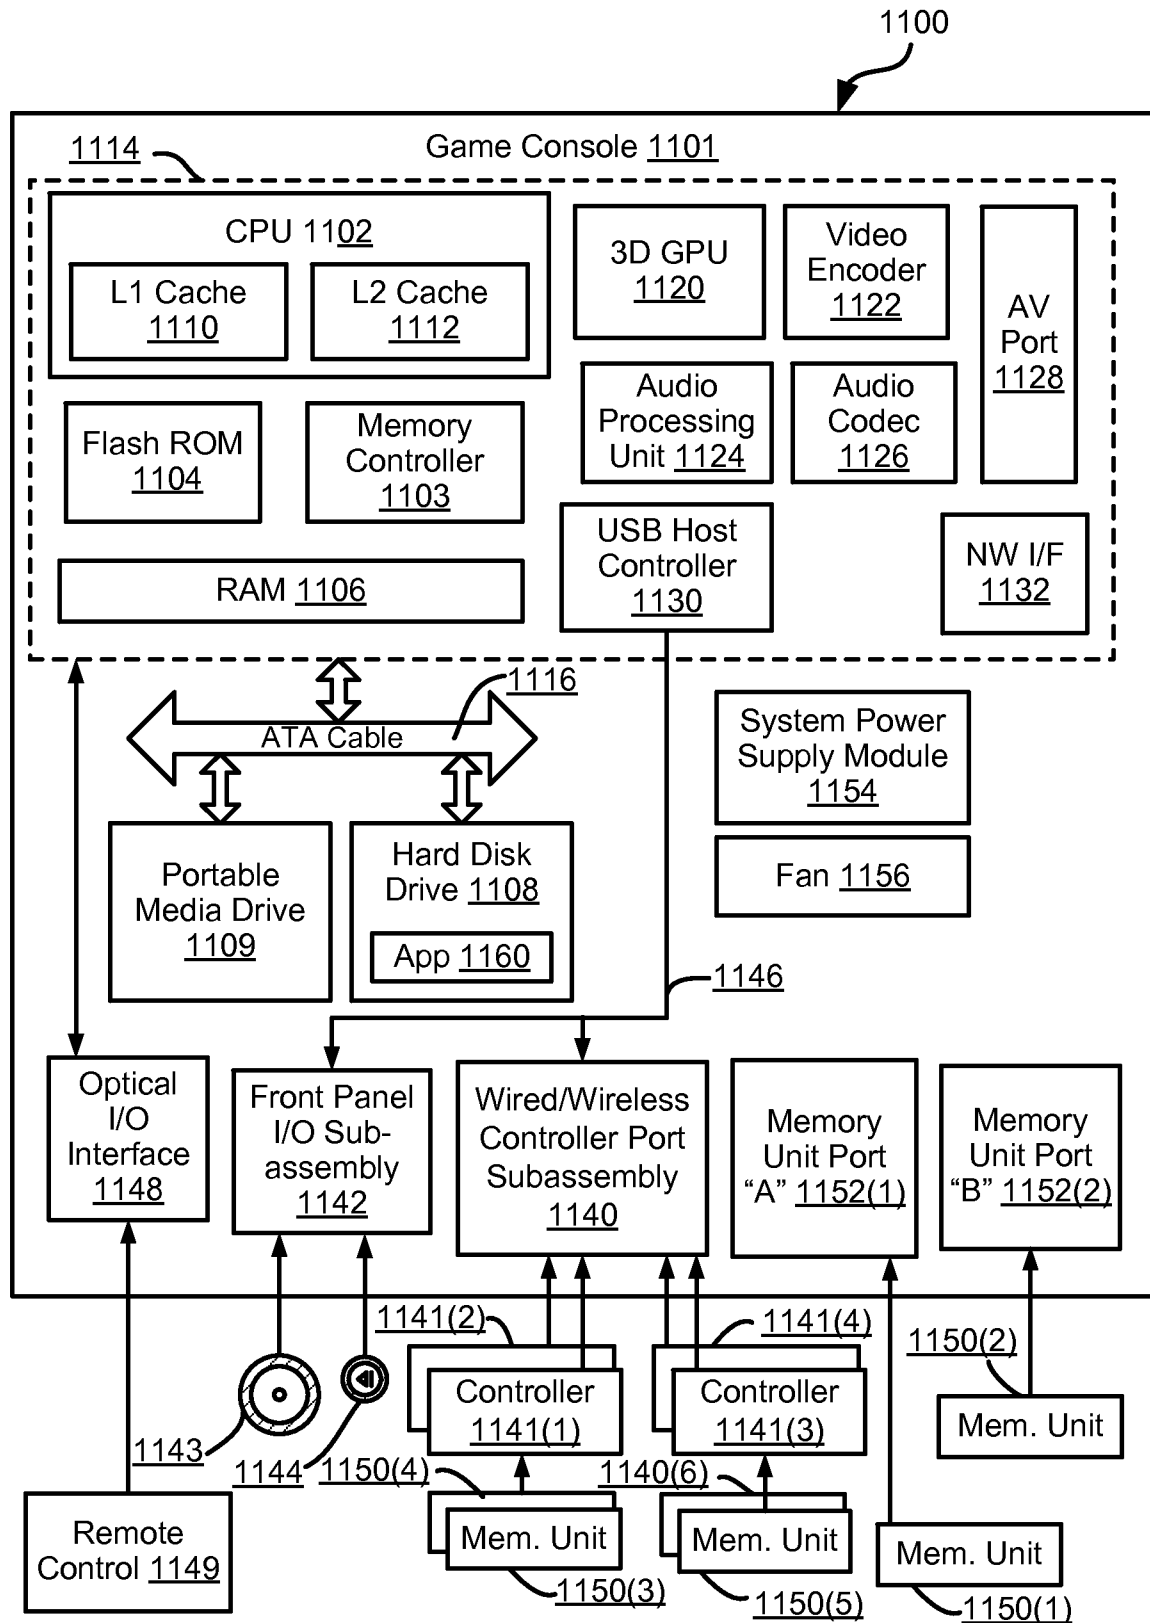 1100
Game Console 1101
1114
CPU 1102
L1 Cache
1110
L2 Cache
1112
3D GPU
1120
Video
Encoder
1122
AV
Port
1128
Flash ROM
1104
Memory
Controller
1103
Audio
Processing
Unit 1124
Audio
Codec
1126
RAM 1106
USB Host
Controller
1130
NW I/F
1132
1116
ATA Cable
System Power
Supply Module
1154
Portable
Media Drive
1109
Hard Disk
Drive 1108
App 1160
Fan 1156
1146
Optical
I/O
Interface
1148
Front Panel
I/O Sub-
assembly
1142
Wired/Wireless
Controller Port
Subassembly
1140
Memory
Unit Port
“A” 1152(1)
Memory
Unit Port
“B” 1152(2)
1141(2)
1141(4)
1150(2)
Controller
1141(1)
Controller
1141(3)
Mem. Unit
1143
1144
1150(4)
1140(6)
Remote
Control 1149
Mem. Unit
Mem. Unit
Mem. Unit
1150(3)
1150(5)
1150(1)